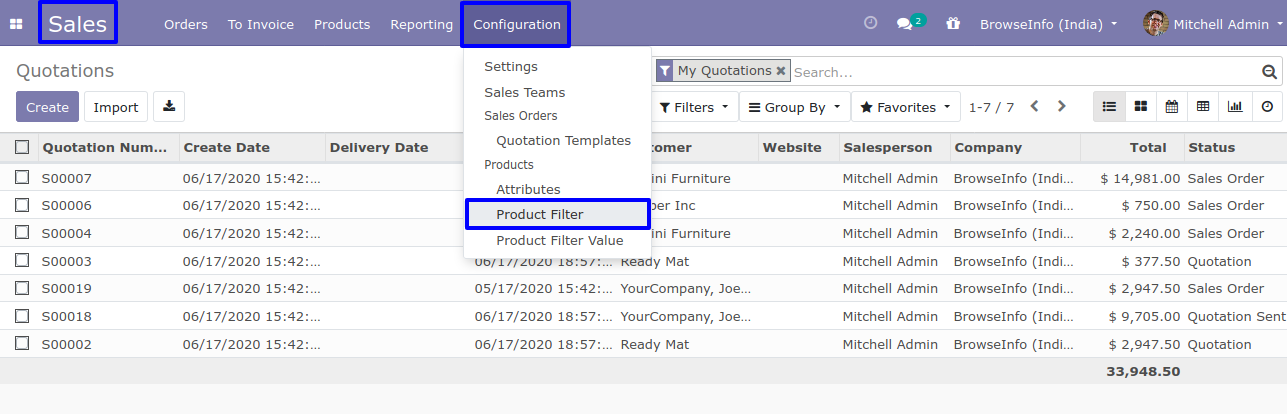 Sales Orders To Invoice Products Reporting Configuration 2 BrowseInfo (India) Mitchell Admin
Quotations My Quotations Search...
Settings
Sales Teams
Create Import Filters Group By Favorites 1-7 / 7
Sales Orders
Quotation Templates
Products
Attributes
Product Filter
Product Filter Value
Quotation Num... Create Date Delivery Date Website Salesperson Company Total Status
S00007 06/17/2020 15:42:... Furniture Mitchell Admin BrowseInfo (Indi... $ 14,981.00 Sales Order
S00006 06/17/2020 15:42:... Inc Mitchell Admin BrowseInfo (Indi... $ 750.00 Sales Order
S00004 06/17/2020 15:42:... Furniture Mitchell Admin BrowseInfo (Indi... $ 2,240.00 Sales Order
S00003 06/17/2020 15:42:... 06/17/2020 18:57:... Ready Mat Mitchell Admin BrowseInfo (Indi... $ 377.50 Quotation
S00019 06/17/2020 15:42:... 05/17/2020 15:42:... YourCompany, Joe... Mitchell Admin BrowseInfo (Indi... $ 2,947.50 Sales Order
S00018 06/17/2020 15:42:... 06/17/2020 18:57:... YourCompany, Joe... Mitchell Admin BrowseInfo (Indi... $ 9,705.00 Quotation Sent
S00002 06/17/2020 15:42:... 06/17/2020 18:57:... Ready Mat Mitchell Admin BrowseInfo (Indi... $ 2,947.50 Quotation
33,948.50